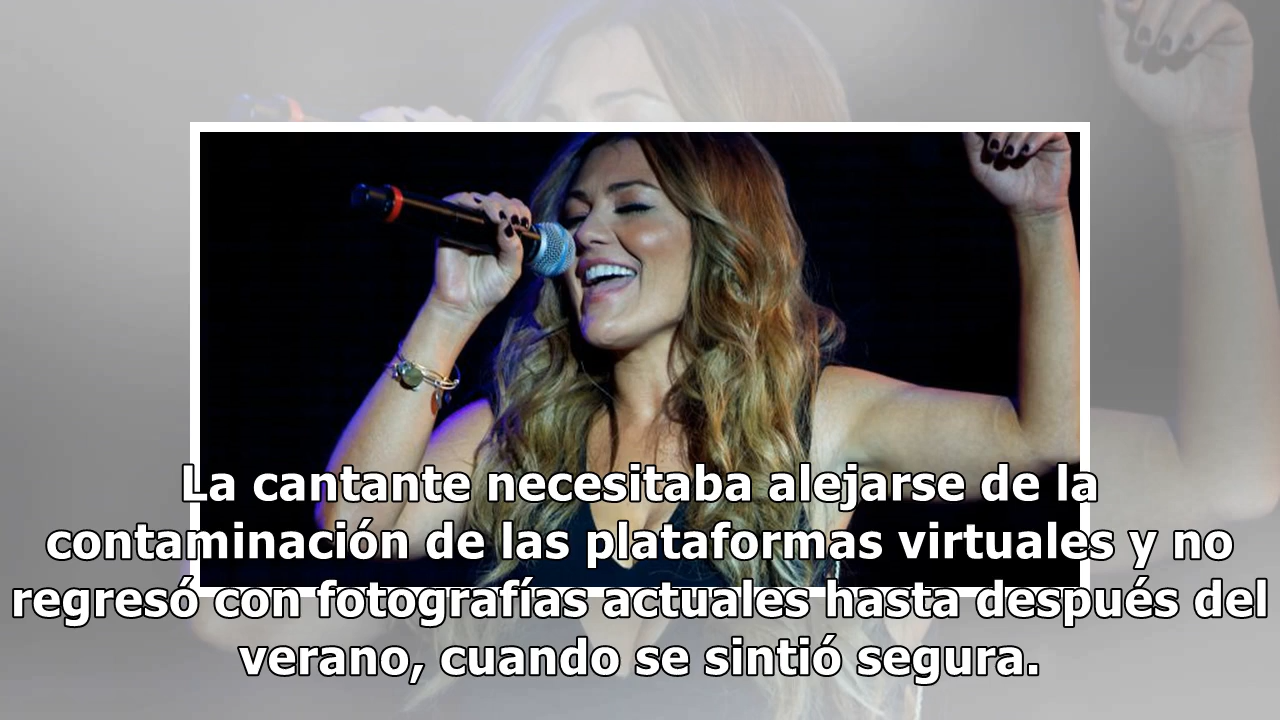 La cantante necesitaba alejarse de la
contaminación de las plataformas virtuales y no
regresó con fotografías actuales hasta después del
verano, cuando se sintió segura.